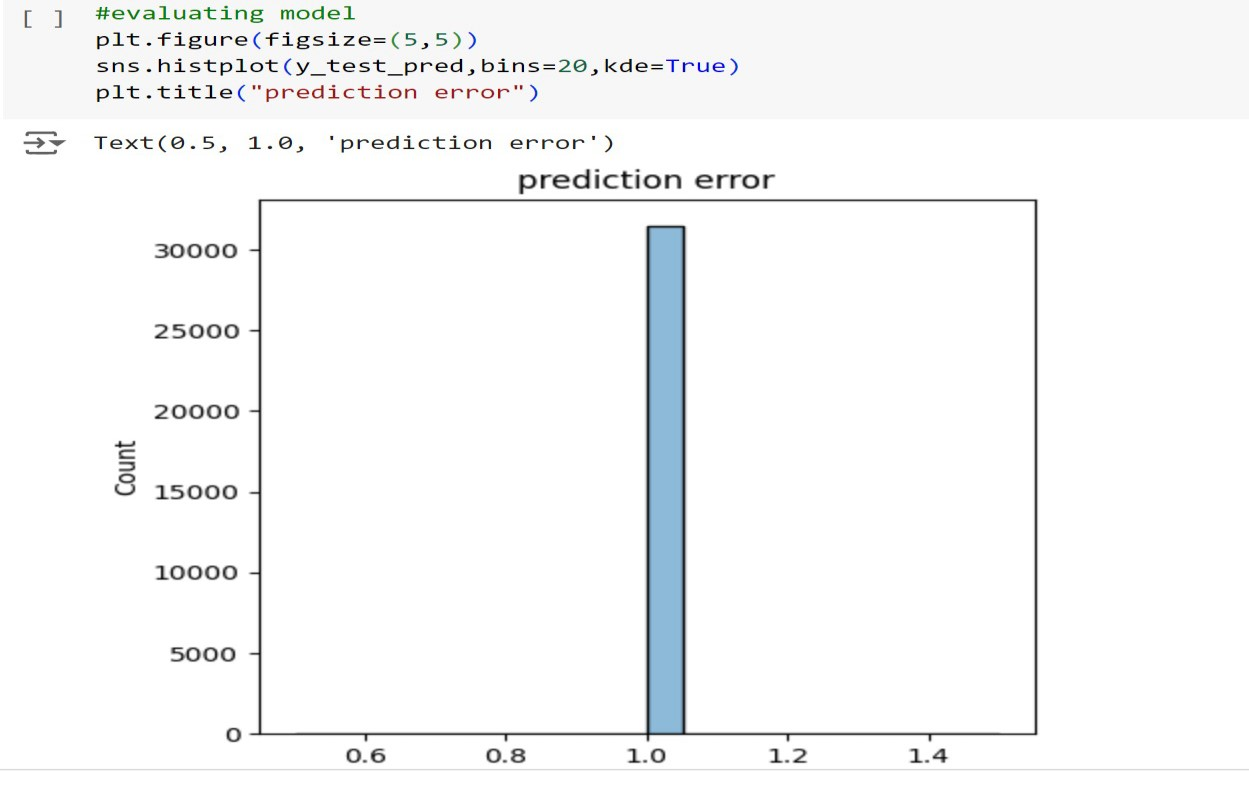 [ ] #evaluating model
plt.figure(figsize=(5,5))
sns.histplot(y_test_pred,bins=20,kde=True)
plt.title("prediction error")
Text(0.5, 1.0, 'prediction error')
prediction error
30000
25000
20000
15000
10000
5000
0
Count
0.6 0.8 1.0 1.2 1.4